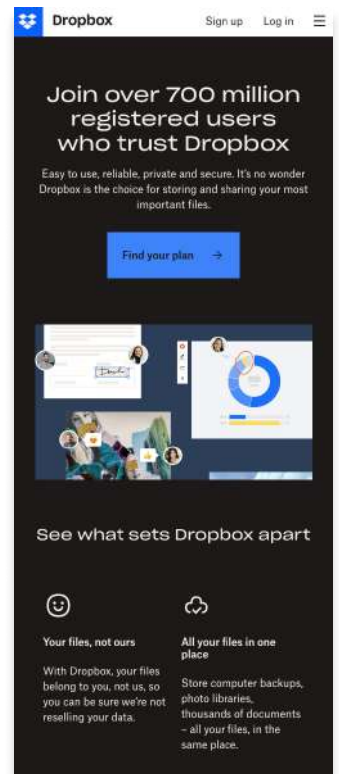 Dropbox
Sign up
Log in
Join over 700 million
registered users
who trust Dropbox
Easy to use, reliable, private and secure. It's no wonder
Dropbox is the choice for storing and sharing your most
important files.
Find your plan →
See what sets Dropbox apart
Your files, not ours
With Dropbox, your files
belong to you, not us, so
you can be sure we're not
reselling your data.
All your files in one
place
Store computer backups,
photo libraries,
thousands of documents
– all your files, in the
same place.